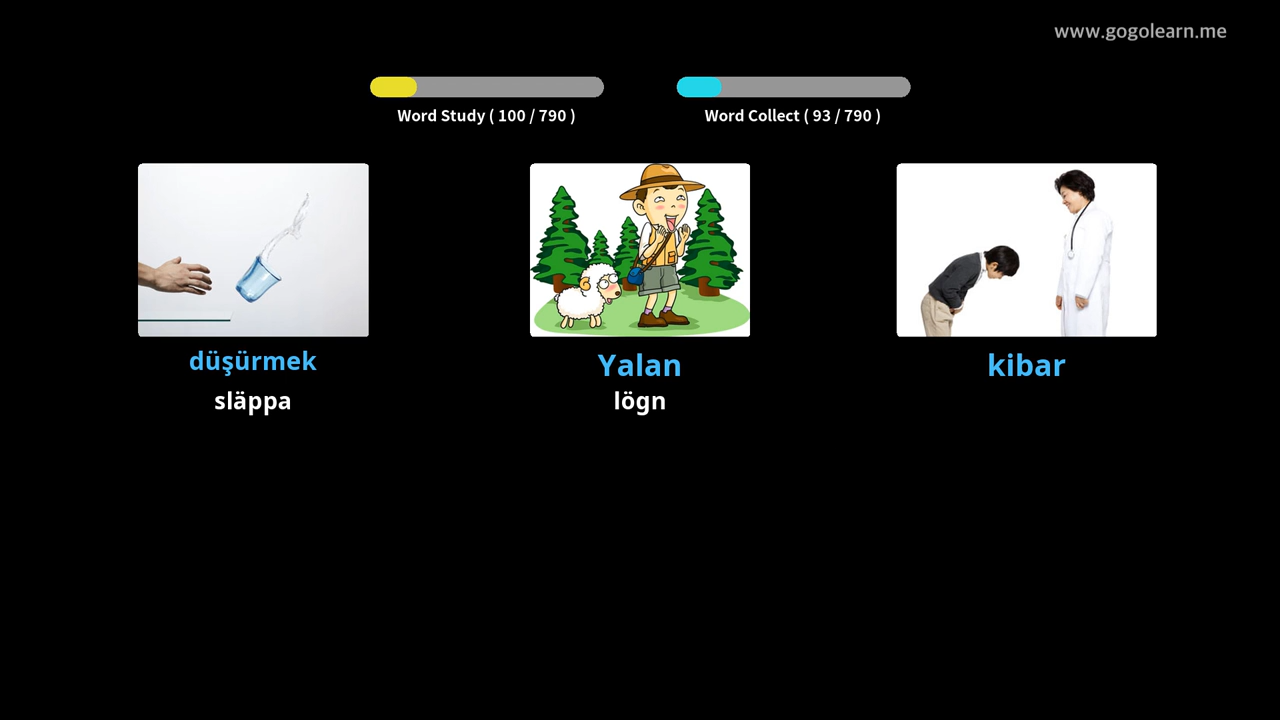 www.gogolearn.me
Word Study ( 100 / 790 )
Word Collect ( 93 / 790 )
düşürmek
släppa
Yalan
lögn
kibar